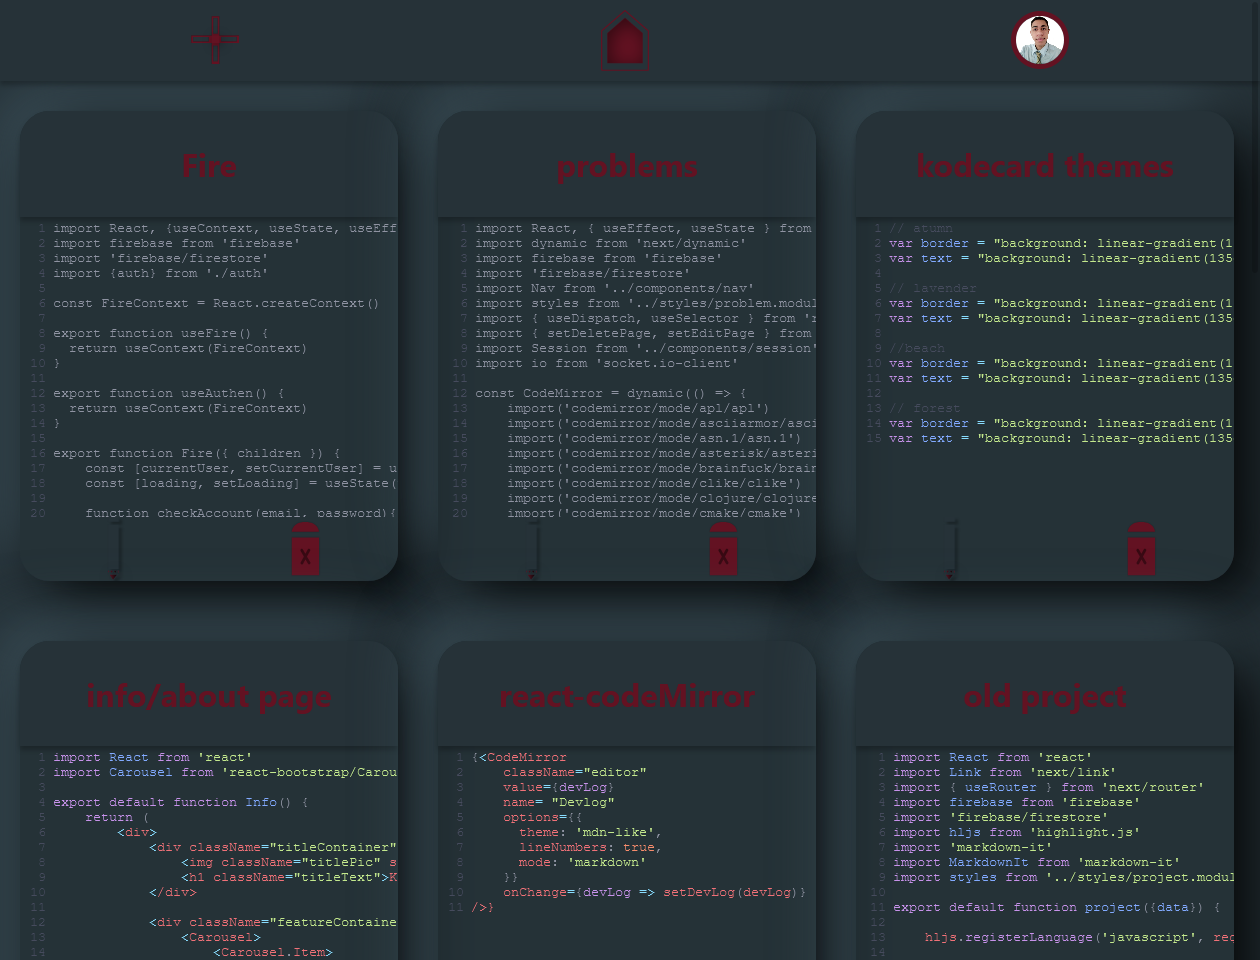 Fire
1 import React, {useContext, useState, useEff
2 import firebase from 'firebase'
3 import 'firebase/firestore'
4 import {auth} from './auth'
5
6 const FireContext = React.createContext()
7
8 export function useFire() {
9 return useContext(FireContext)
10 }
11
12 export function useAuthen() {
13 return useContext(FireContext)
14 }
15
16 export function Fire({ children }) {
17 const [currentUser, setCurrentUser] = u
18 const [loading, setLoading] = useState(
19
20 function checkAccount(email, password){
X
problems
1 import React, { useEffect, useState } from
2 import dynamic from 'next/dynamic'
3 import firebase from 'firebase'
4 import 'firebase/firestore'
5 import Nav from '../components/nav'
6 import styles from '../styles/problem.modul
7 import { useDispatch, useSelector } from 'r
8 import { setDeletePage, setEditPage } from
9 import Session from '../components/session'
10 import io from 'socket.io-client'
11
12 const CodeMirror = dynamic(() => {
13 import('codemirror/mode/apl/apl')
14 import('codemirror/mode/asciiarmor/asci
15 import('codemirror/mode/asn.1/asn.1')
16 import('codemirror/mode/asterisk/asteri
17 import('codemirror/mode/brainfuck/brain
18 import('codemirror/mode/clike/clike')
19 import('codemirror/mode/clojure/clojure
20 import('codemirror/mode/cmake/cmake')
X
kodecard themes
1 // atumn
2 var border = "background: linear-gradient(1
3 var text = "background: linear-gradient(135
4
5 // lavender
6 var border = "background: linear-gradient(1
7 var text = "background: linear-gradient(135
8
9 //beach
10 var border = "background: linear-gradient(1
11 var text = "background: linear-gradient(135
12
13 // forest
14 var border = "background: linear-gradient(1
15 var text = "background: linear-gradient(135
X
info/about page
1 import React from 'react'
2 import Carousel from 'react-bootstrap/Carou
3
4 export default function Info() {
5 return (
6 <div>
7 <div className="titleContainer"
8 <img className="titlePic" s
9 <h1 className="titleText">K
10 </div>
11
12 <div className="featureContaine
13 <Carousel>
14 <Carousel.Item>
react-codeMirror
1 {<CodeMirror
2 className="editor"
3 value={devLog}
4 name= "Devlog"
5 options={{
6 theme: 'mdn-like',
7 lineNumbers: true,
8 mode: 'markdown'
9 }}
10 onChange={devLog => setDevLog(devLog)}
11 />}
old project
1 import React from 'react'
2 import Link from 'next/link'
3 import { useRouter } from 'next/router'
4 import firebase from 'firebase'
5 import 'firebase/firestore'
6 import hljs from 'highlight.js'
7 import 'markdown-it'
8 import MarkdownIt from 'markdown-it'
9 import styles from '../styles/project.modul
10
11 export default function project({data}) {
12
13 hljs.registerLanguage('javascript', req
14